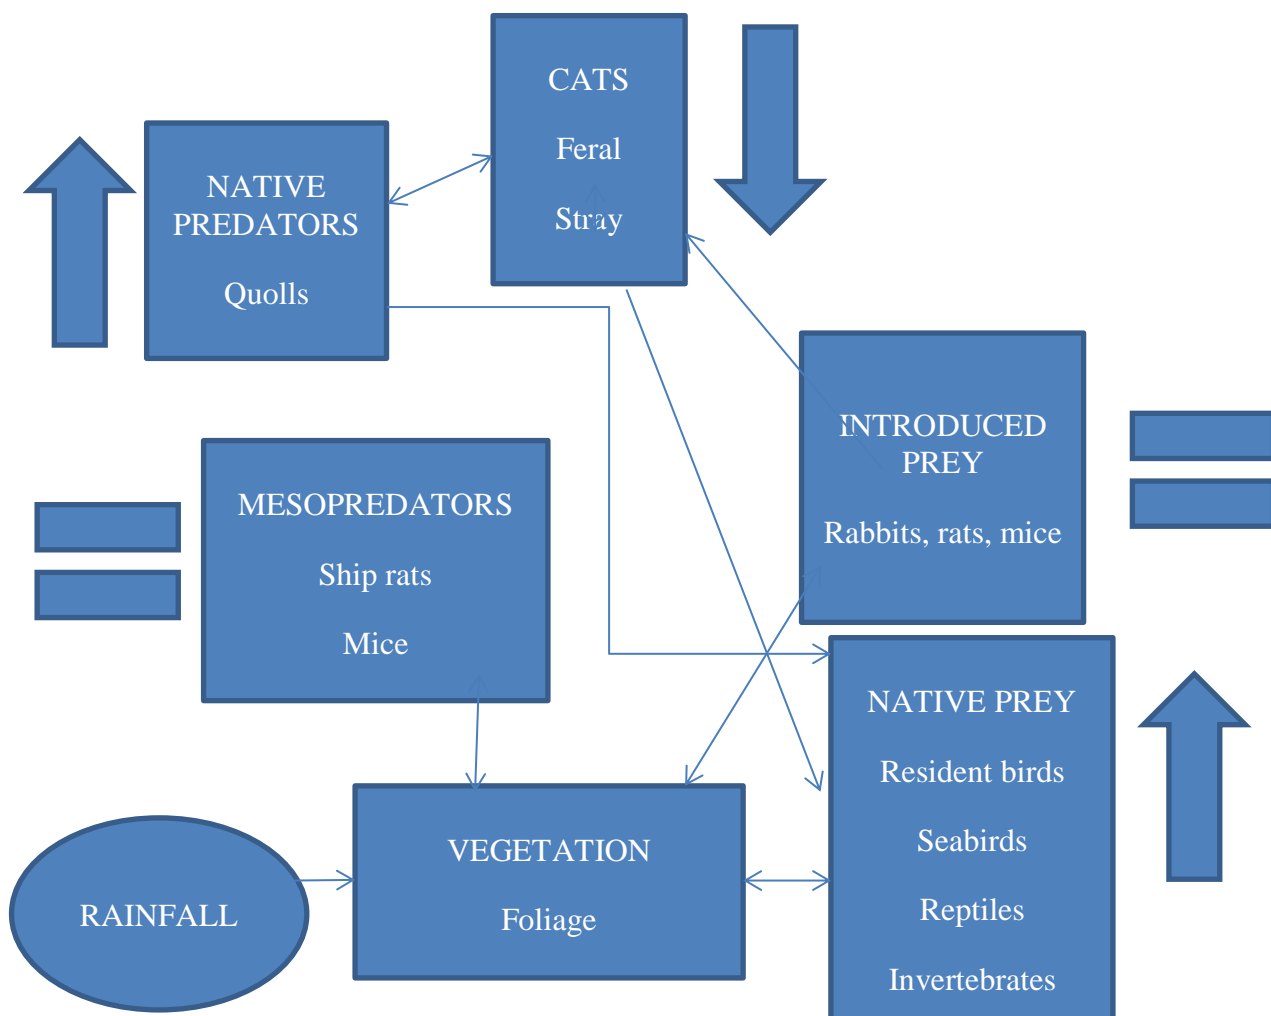 CATS
Feral
Stray
NATIVE
PREDATORS
Quolls
INTRODUCED
PREY
Rabbits, rats, mice
MESOPREDATORS
Ship rats
Mice
NATIVE PREY
Resident birds
Seabirds
Reptiles
Invertebrates
VEGETATION
Foliage
RAINFALL